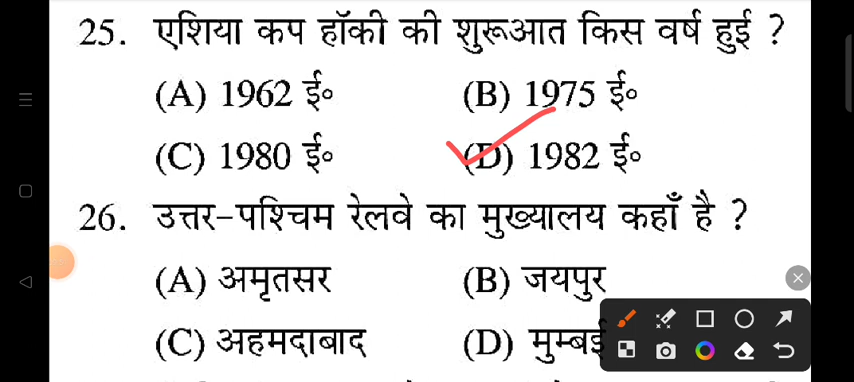 25. एशिया कप हॉकी की शुरूआत किस वर्ष हुई ?
(A) 1962 ई० (B) 1975 ई०
(C) 1980 ई० (D) 1982 ई०
26. उत्तर-पश्चिम रेलवे का मुख्यालय कहाँ है ?
(A) अमृतसर (B) जयपुर
(C) अहमदाबाद (D) मुम्बई